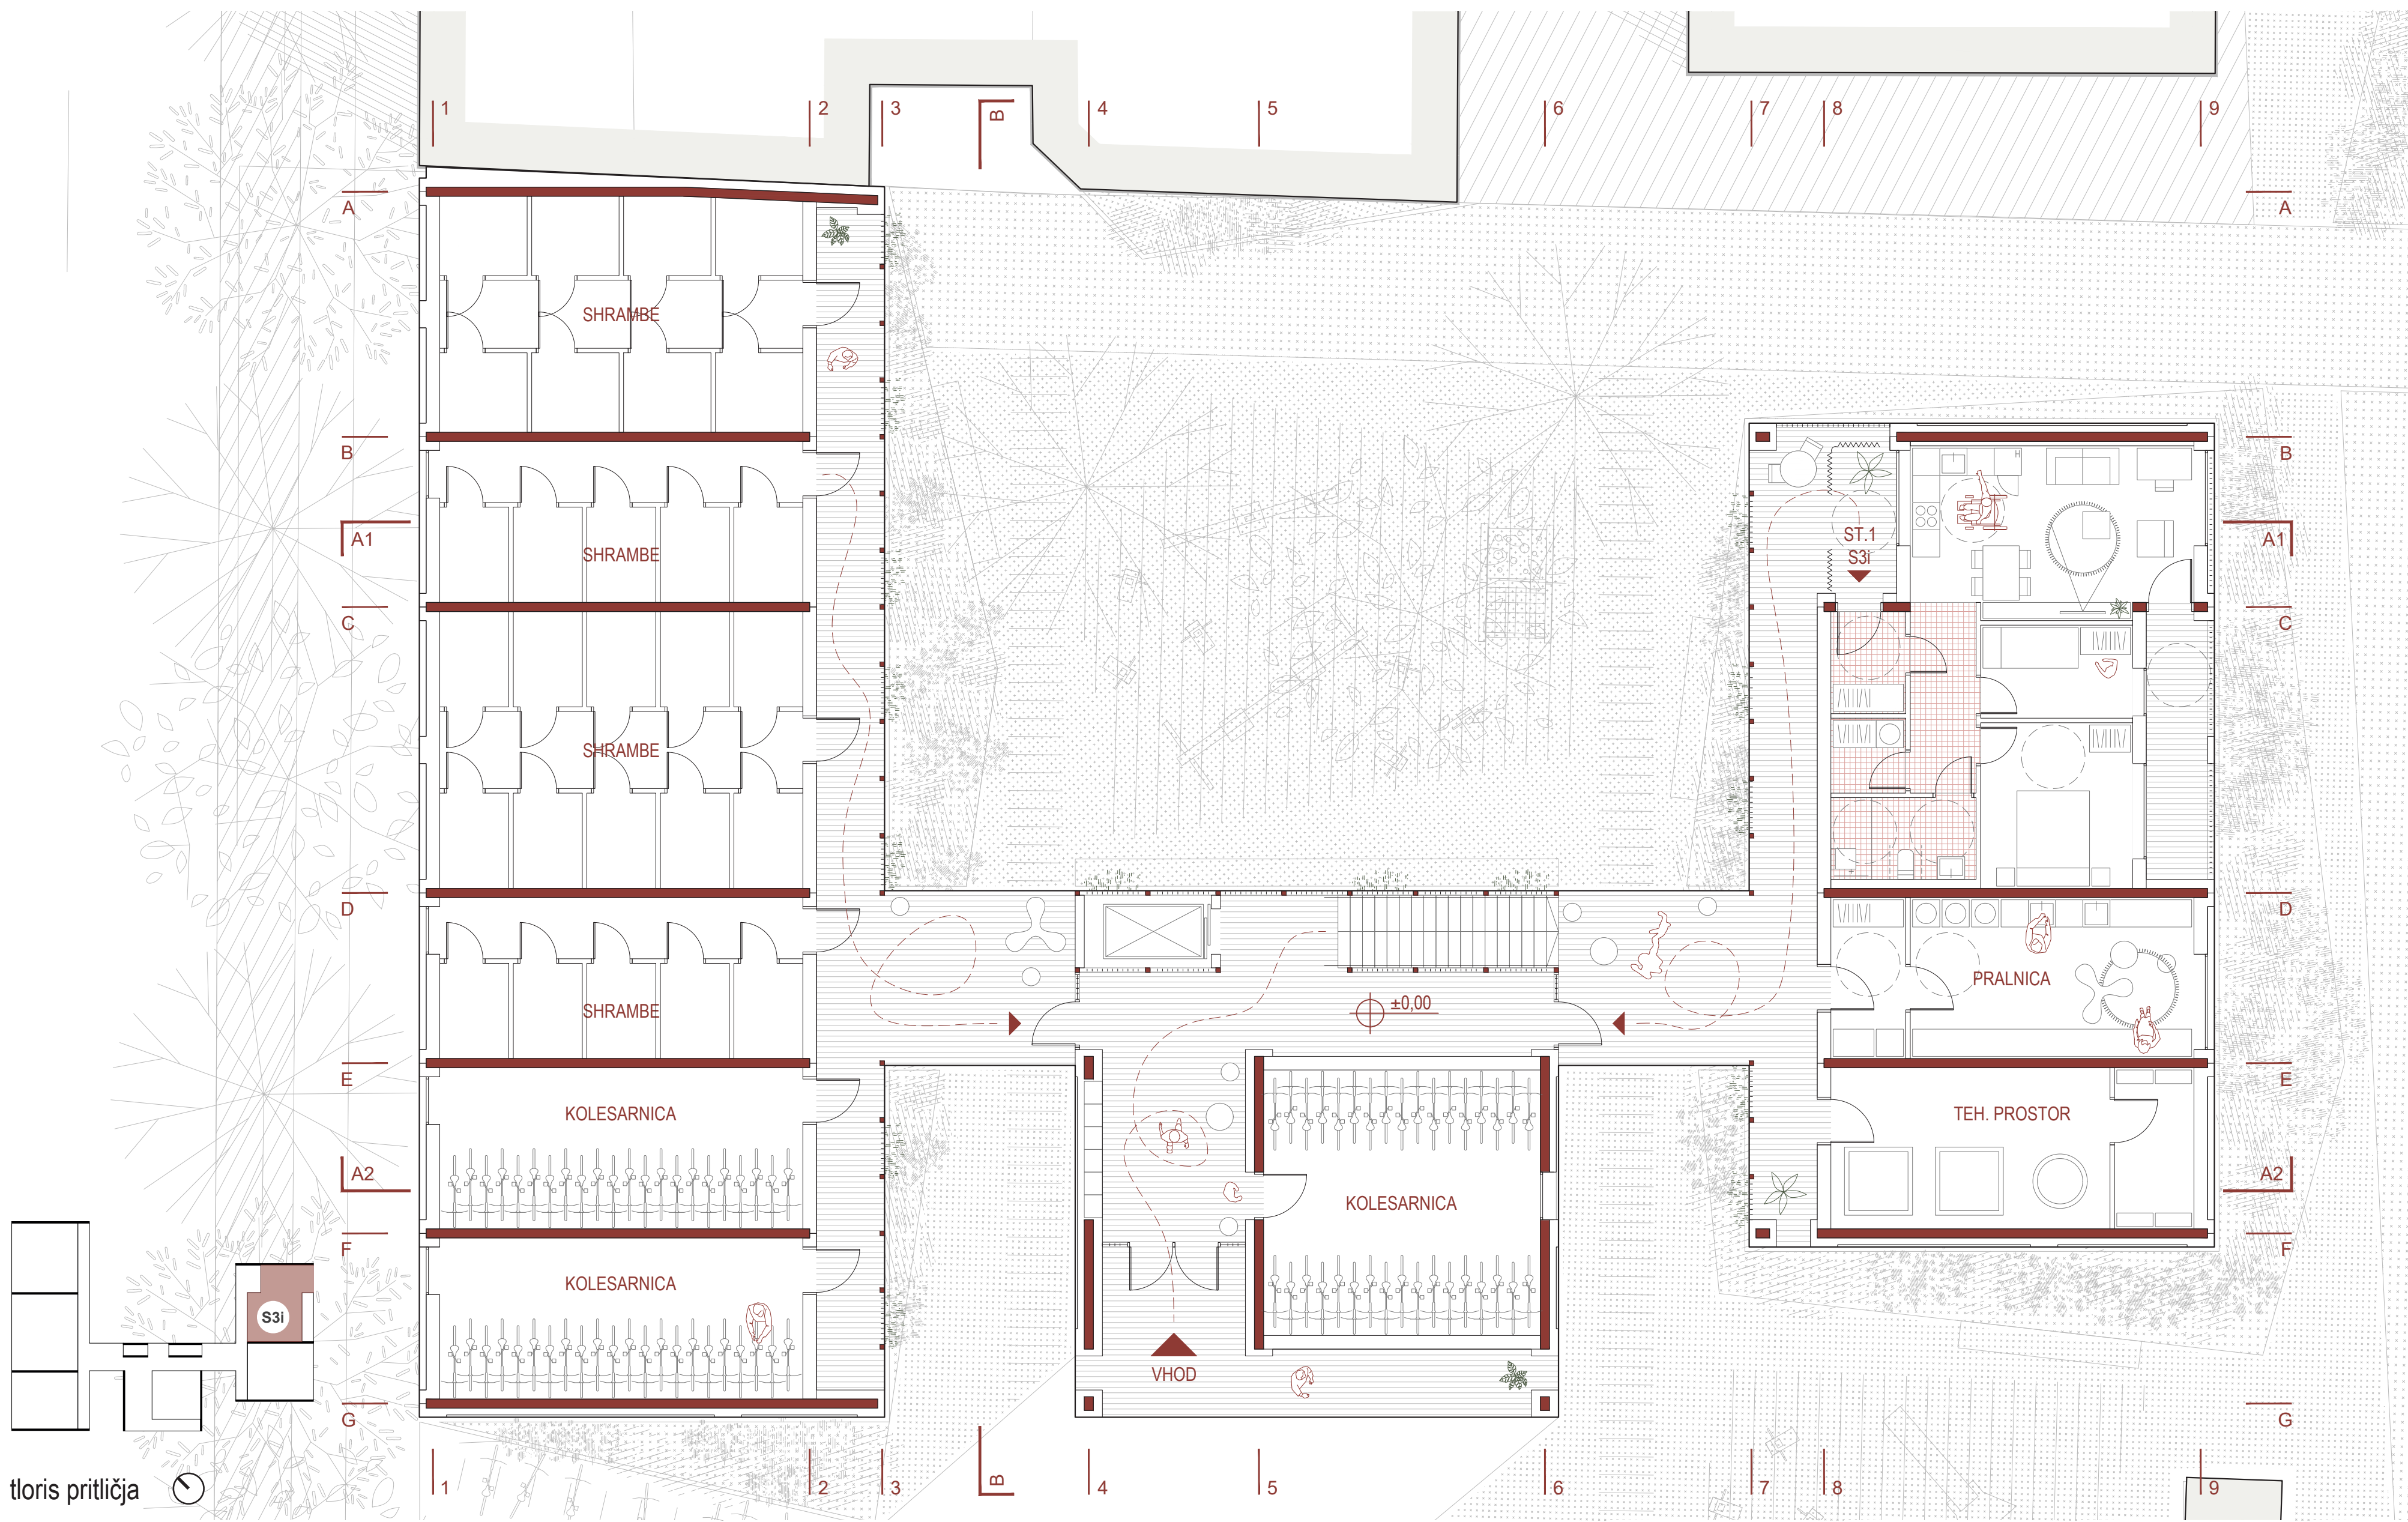 1
2
3
B
4
5
6
7
8
9
A
A
SHRAMBE
B
B
A1
A1
SHRAMBE
ST.1
S3i
C
C
SHRAMBE
D
D
SHRAMBE
±0,00
PRALNICA
E
E
KOLESARNICA
TEH. PROSTOR
A2
A2
KOLESARNICA
F
F
KOLESARNICA
S3i
VHOD
G
G
tloris pritličja
1
2
3
B
4
5
6
7
8
9